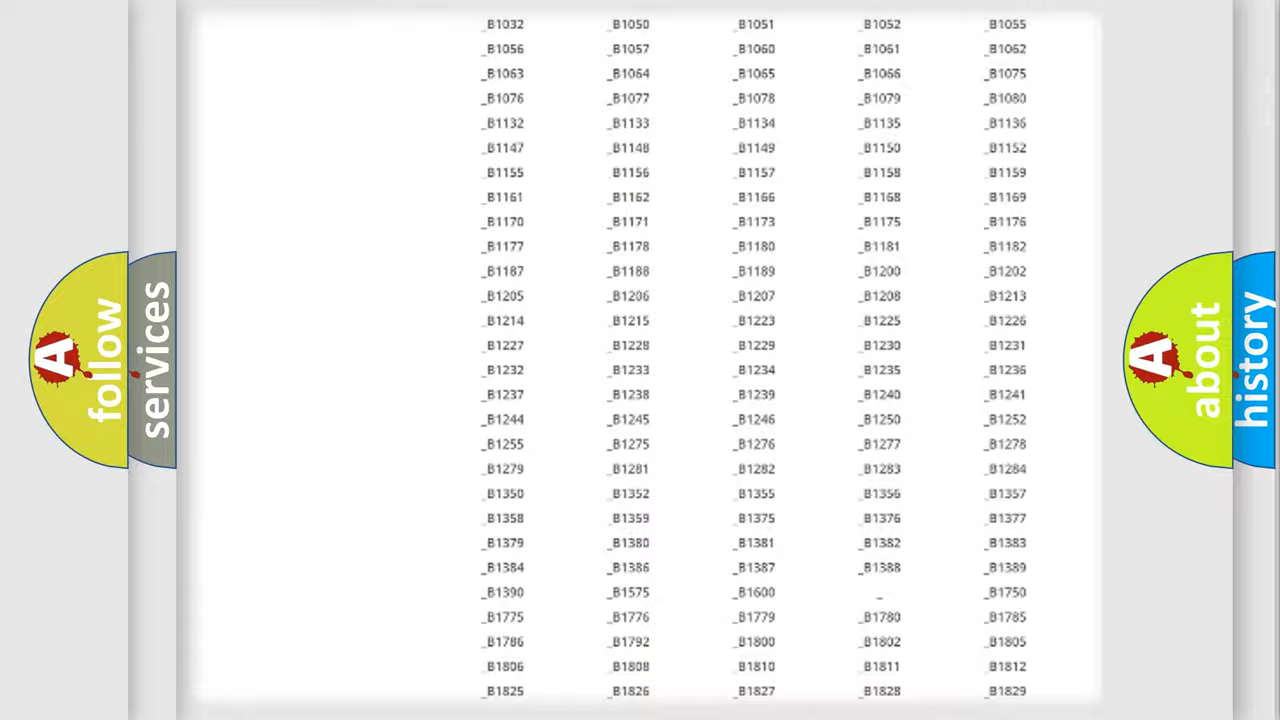 _B1032 _B1050 _B1051 _B1052 _B1055
_B1056 _B1057 _B1060 _B1061 _B1062
_B1063 _B1064 _B1065 _B1066 _B1075
_B1076 _B1077 _B1078 _B1079 _B1080
_B1132 _B1133 _B1134 _B1135 _B1136
_B1147 _B1148 _B1149 _B1150 _B1152
_B1155 _B1156 _B1157 _B1158 _B1159
_B1161 _B1162 _B1166 _B1168 _B1169
_B1170 _B1171 _B1173 _B1175 _B1176
_B1177 _B1178 _B1180 _B1181 _B1182
_B1187 _B1188 _B1189 _B1200 _B1202
_B1205 _B1206 _B1207 _B1208 _B1213
_B1214 _B1215 _B1223 _B1225 _B1226
_B1227 _B1228 _B1229 _B1230 _B1231
_B1232 _B1233 _B1234 _B1235 _B1236
_B1237 _B1238 _B1239 _B1240 _B1241
_B1244 _B1245 _B1246 _B1250 _B1252
_B1255 _B1275 _B1276 _B1277 _B1278
_B1279 _B1281 _B1282 _B1283 _B1284
_B1350 _B1352 _B1355 _B1356 _B1357
_B1358 _B1359 _B1375 _B1376 _B1377
_B1379 _B1380 _B1381 _B1382 _B1383
_B1384 _B1386 _B1387 _B1388 _B1389
_B1390 _B1575 _B1600 _ _B1750
_B1775 _B1776 _B1779 _B1780 _B1785
_B1786 _B1792 _B1800 _B1802 _B1805
_B1806 _B1808 _B1810 _B1811 _B1812
_B1825 _B1826 _B1827 _B1828 _B1829
A follow
services
A about
history